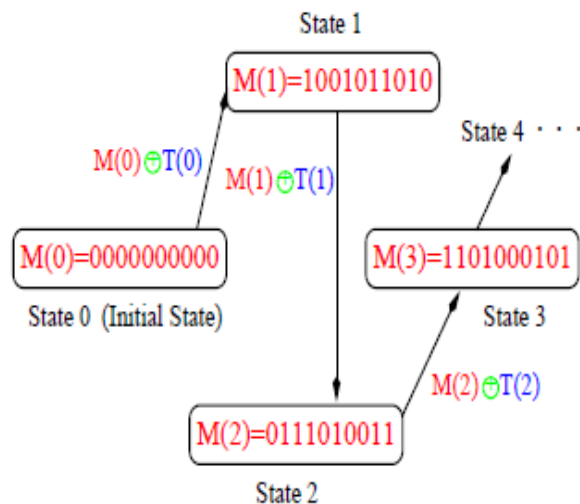 State 1
M(1)=1001011010
State 4 · · ·
M(0)⊕T(0)
M(1)⊕T(1)
M(0)=0000000000
M(3)=1101000101
State 0 (Initial State)
State 3
M(2)⊕T(2)
M(2)=0111010011
State 2